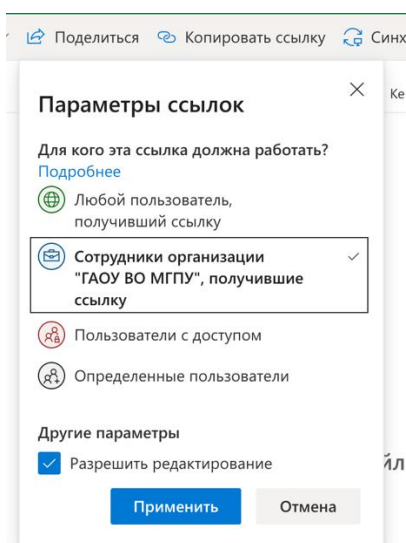 Поделиться Копировать ссылку
Параметры ссылок
Для кого эта ссылка должна работать?
Подробнее
Любой пользователь,
получивший ссылку
Сотрудники организации
"ГАОУ ВО МГПУ", получившие
ссылку
Пользователи с доступом
Определенные пользователи
Другие параметры
Разрешить редактирование
Применить Отмена